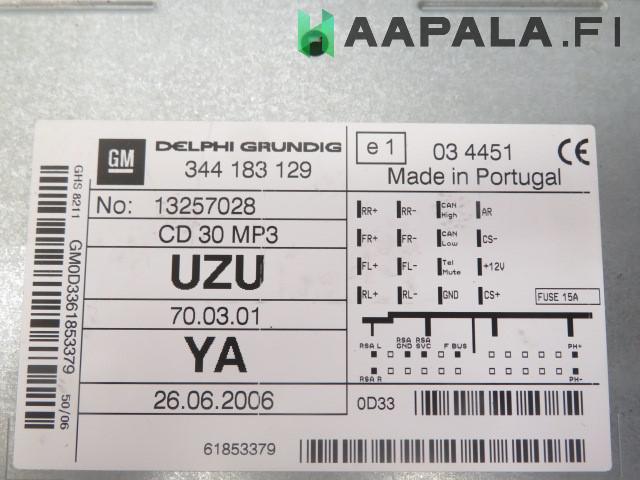 HAAPALA.FI
GM
DELPHI GRUNDIG
344 183 129
e1
03 4451
CE
Made in Portugal
No: 13257028
CD 30 MP3
UZU
70.03.01
YA
26.06.2006
RR+ RR- CAN High AR
FR+ FR- CAN Low CS-
FL+ FL- Tel Mute +12V
RL+ RL- GND CS+
FUSE 15A
RSA L RSA GND RSA SVC F BUS PH+
RSA R PH-
0D33
61853379
GHS 8211
GM0D3361853379
50/06